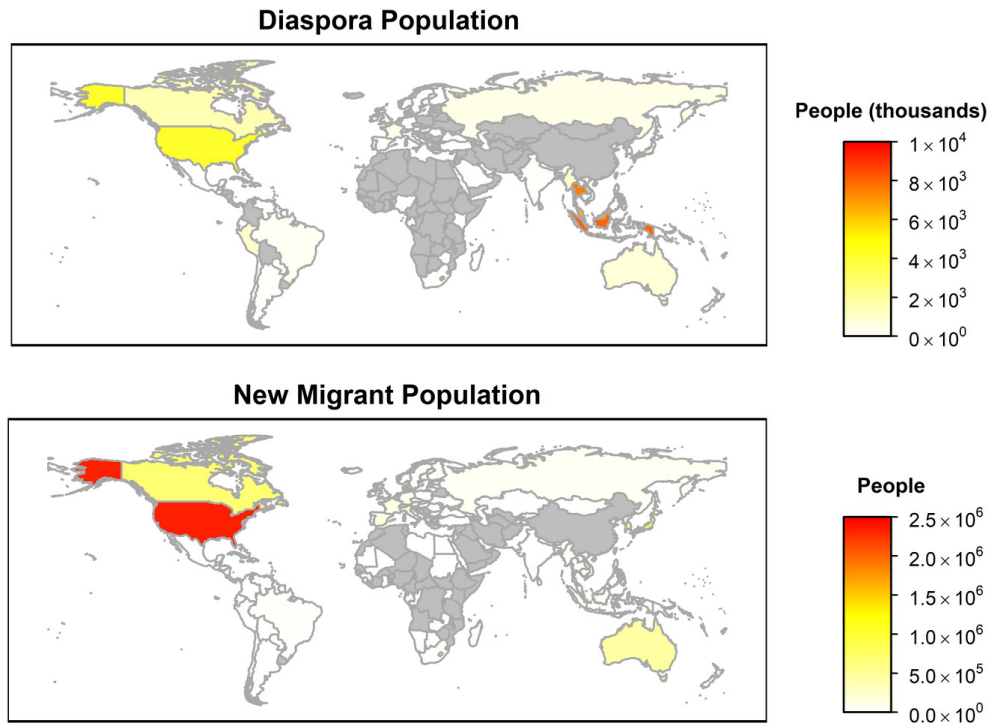 Diaspora Population
People (thousands)
1 × 10⁴
8 × 10³
6 × 10³
4 × 10³
2 × 10³
0 × 10⁰
New Migrant Population
People
2.5 × 10⁶
2.0 × 10⁶
1.5 × 10⁶
1.0 × 10⁶
5.0 × 10⁵
0.0 × 10⁰